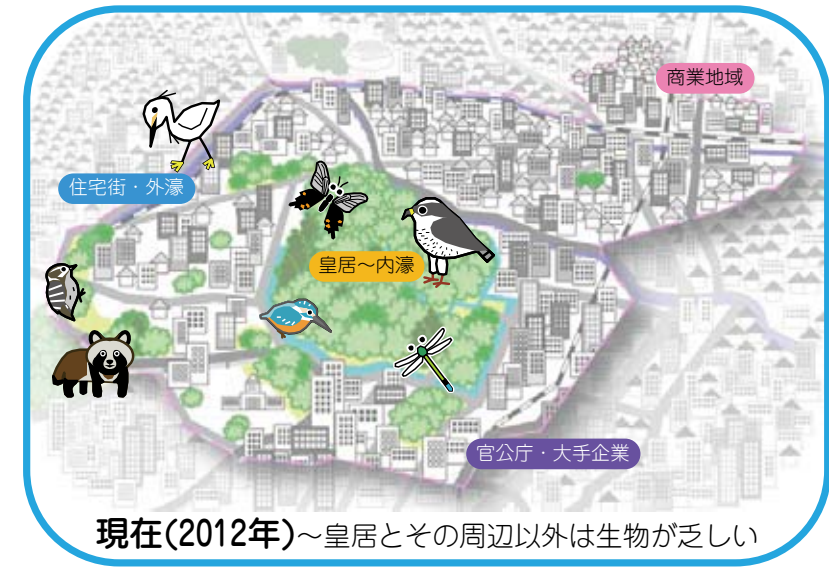 商業地域
住宅街・外濠
皇居～内濠
官公庁・大手企業
現在(2012年)～皇居とその周辺以外は生物が乏しい